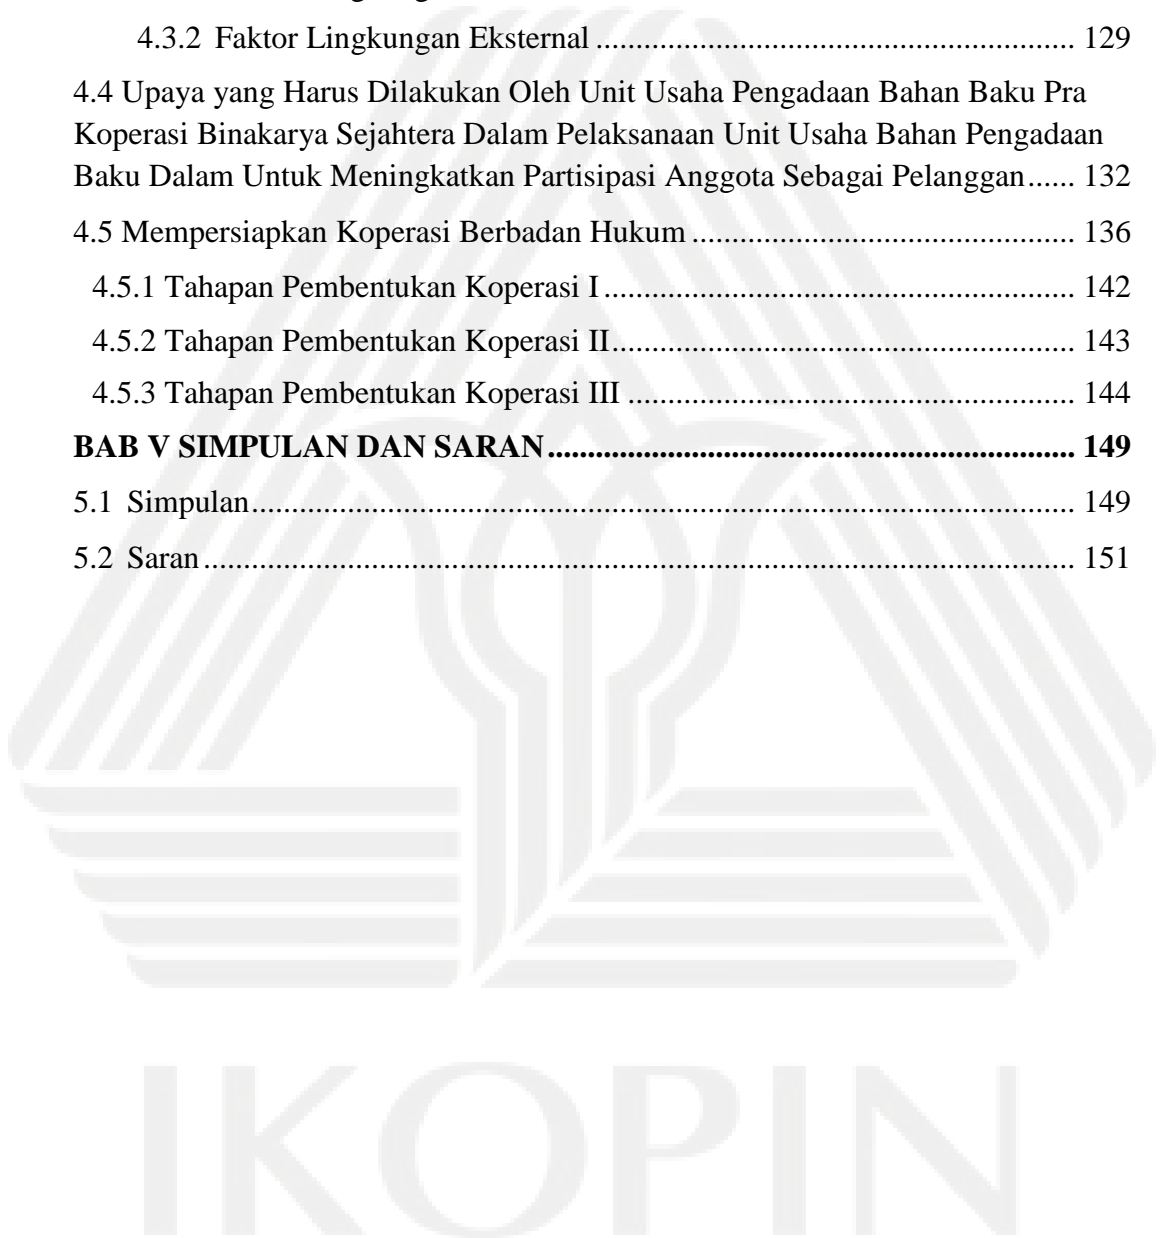 4.3.2 Faktor Lingkungan Eksternal ............................................................ 129
4.4 Upaya yang Harus Dilakukan Oleh Unit Usaha Pengadaan Bahan Baku Pra
Koperasi Binakarya Sejahtera Dalam Pelaksanaan Unit Usaha Bahan Pengadaan
Baku Dalam Untuk Meningkatkan Partisipasi Anggota Sebagai Pelanggan...... 132
4.5 Mempersiapkan Koperasi Berbadan Hukum ................................................ 136
4.5.1 Tahapan Pembentukan Koperasi I ........................................................... 142
4.5.2 Tahapan Pembentukan Koperasi II.......................................................... 143
4.5.3 Tahapan Pembentukan Koperasi III ........................................................ 144
BAB V SIMPULAN DAN SARAN.................................................................. 149
5.1 Simpulan....................................................................................................... 149
5.2 Saran ............................................................................................................. 151
IKOPIN